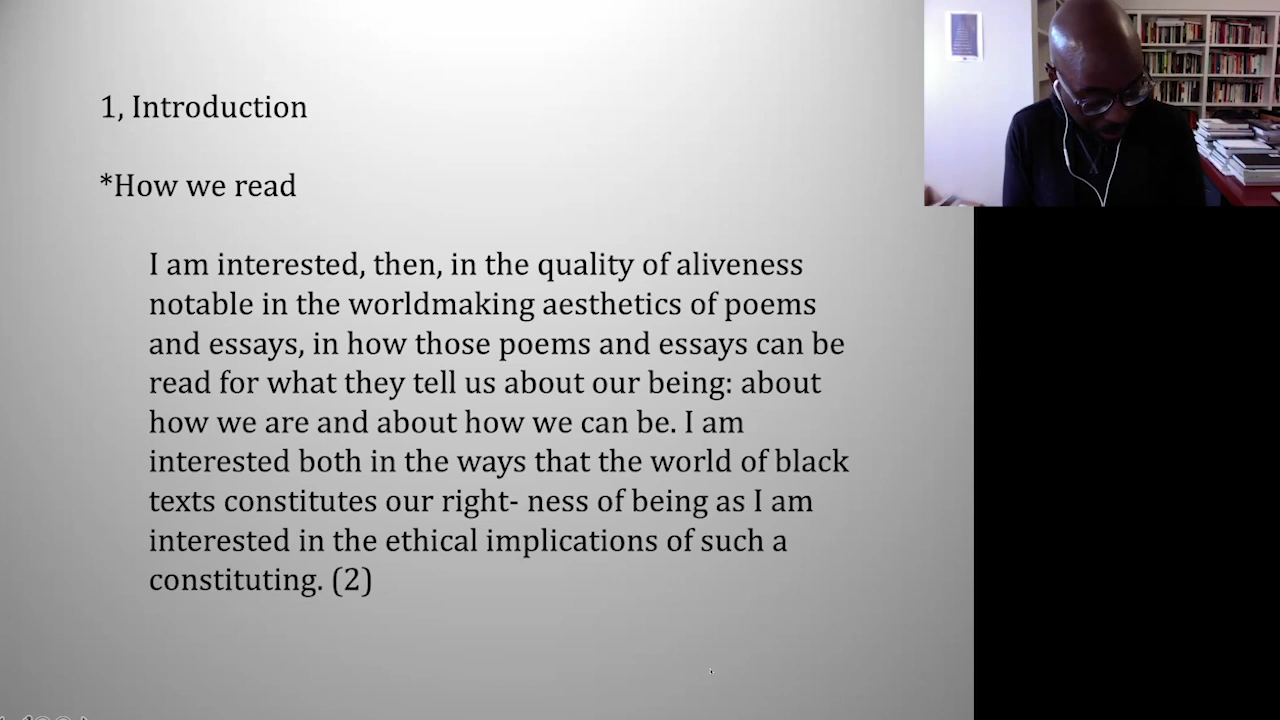 1, Introduction
*How we read
I am interested, then, in the quality of aliveness
notable in the worldmaking aesthetics of poems
and essays, in how those poems and essays can be
read for what they tell us about our being: about
how we are and about how we can be. I am
interested both in the ways that the world of black
texts constitutes our right- ness of being as I am
interested in the ethical implications of such a
constituting. (2)